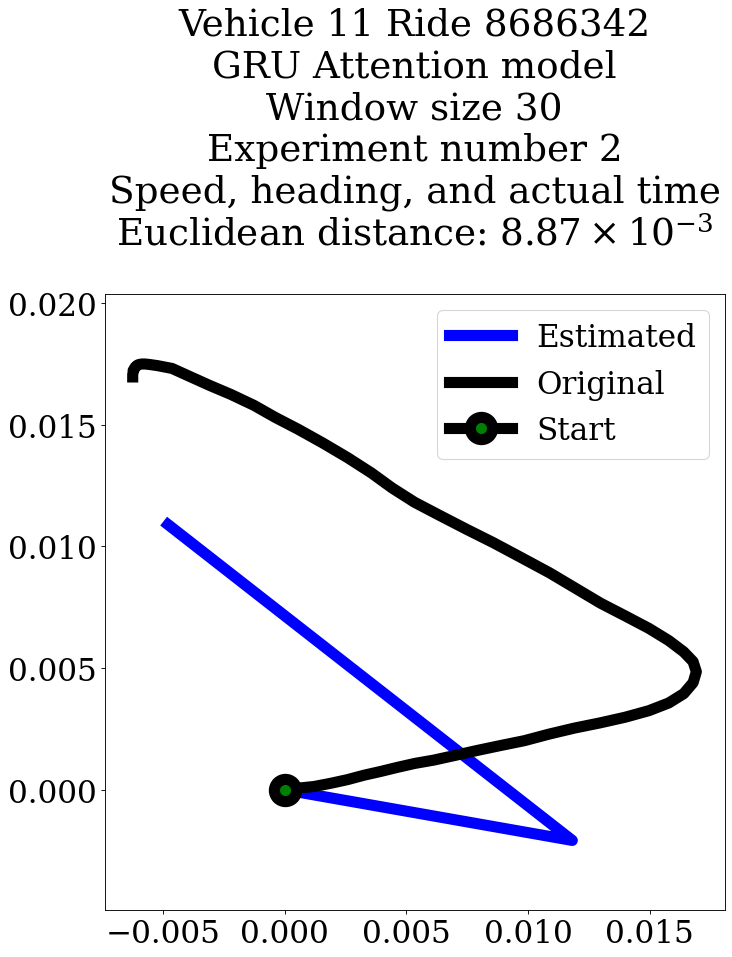 Vehicle 11 Ride 8686342
GRU Attention model
Window size 30
Experiment number 2
Speed, heading, and actual time
Euclidean distance: 8.87 × 10⁻³
0.020
Estimated
Original
Start
0.015
0.010
0.005
0.000
−0.005 0.000 0.005 0.010 0.015